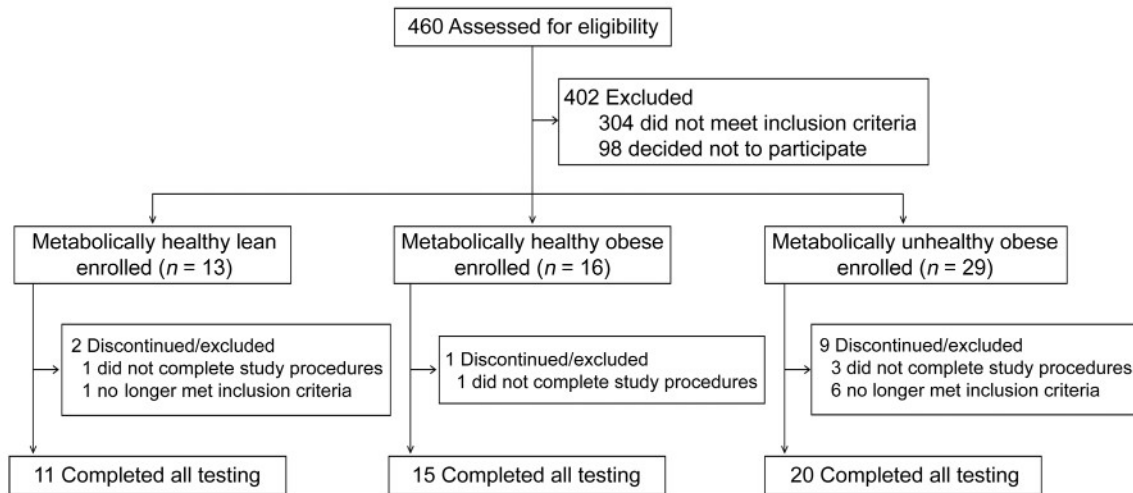 460 Assessed for eligibility
402 Excluded
304 did not meet inclusion criteria
98 decided not to participate
Metabolically healthy lean
enrolled (n = 13)
Metabolically healthy obese
enrolled (n = 16)
Metabolically unhealthy obese
enrolled (n = 29)
2 Discontinued/excluded
1 did not complete study procedures
1 no longer met inclusion criteria
1 Discontinued/excluded
1 did not complete study procedures
9 Discontinued/excluded
3 did not complete study procedures
6 no longer met inclusion criteria
11 Completed all testing
15 Completed all testing
20 Completed all testing